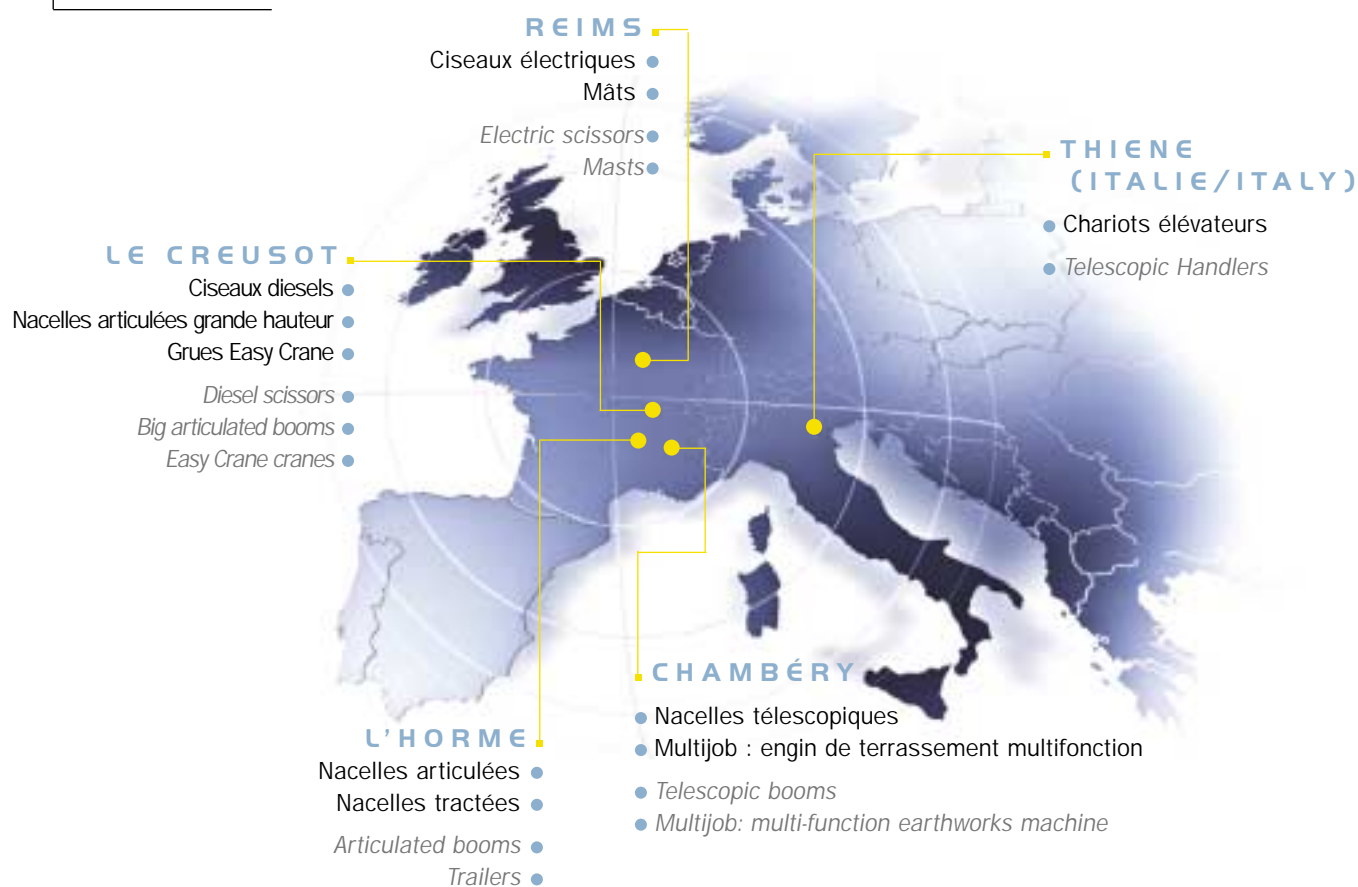 REIMS
Ciseaux électriques
Mâts
Electric scissors
Masts
THIENE
(ITALIE/ITALY)
Chariots élévateurs
Telescopic Handlers
LE CREUSOT
Ciseaux diesels
Nacelles articulées grande hauteur
Grues Easy Crane
Diesel scissors
Big articulated booms
Easy Crane cranes
CHAMBÉRY
Nacelles télescopiques
Multijob : engin de terrassement multifonction
Telescopic booms
Multijob: multi-function earthworks machine
L'HORME
Nacelles articulées
Nacelles tractées
Articulated booms
Trailers